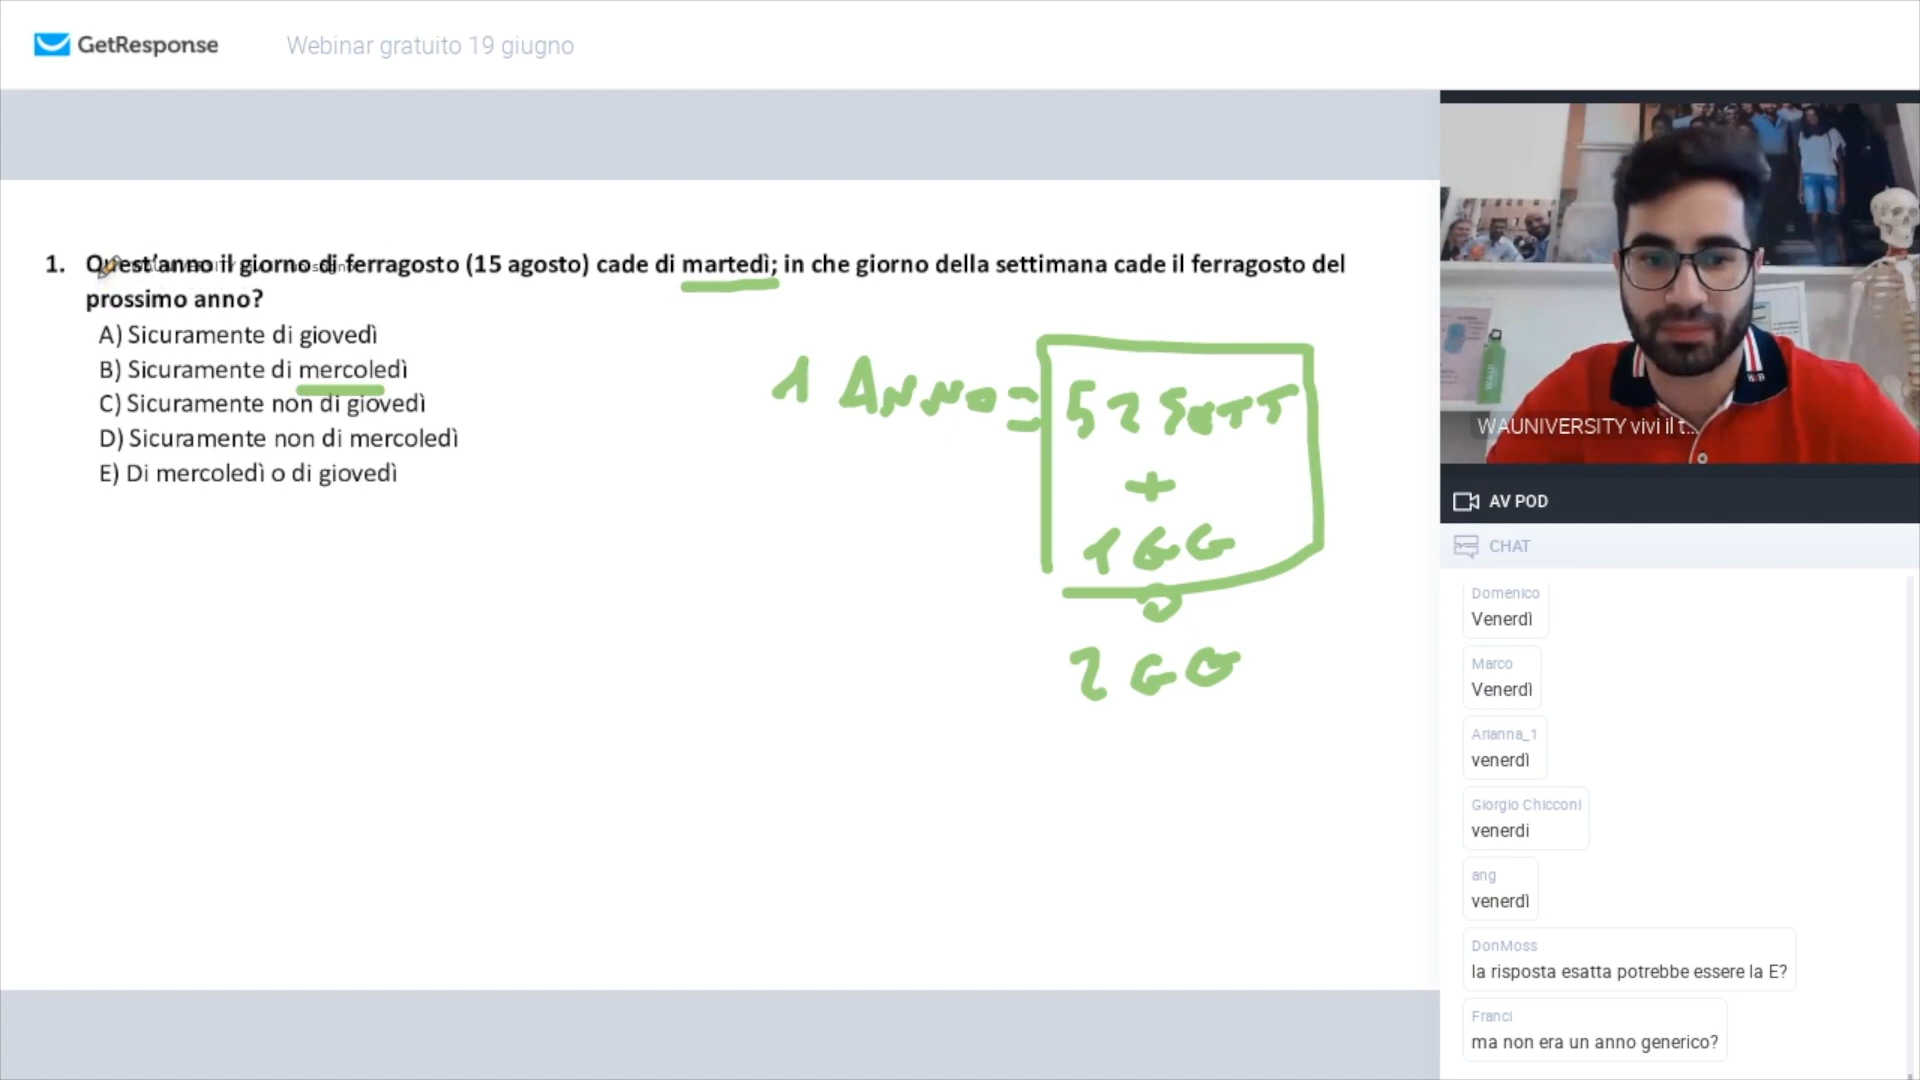 GetResponse
Webinar gratuito 19 giugno
1. Quest'anno il giorno di ferragosto (15 agosto) cade di martedì; in che giorno della settimana cade il ferragosto del
prossimo anno?
A) Sicuramente di giovedì
B) Sicuramente di mercoledì
C) Sicuramente non di giovedì
D) Sicuramente non di mercoledì
E) Di mercoledì o di giovedì
1 ANNO = 52 SETT
+
1 GG
O
2 GG
WAUNIVERSITY vivi il t...
AV POD
CHAT
Domenico
Venerdì
Marco
Venerdì
Arianna_1
venerdì
Giorgio Chicconi
venerdi
ang
venerdì
DonMoss
la risposta esatta potrebbe essere la E?
Franci
ma non era un anno generico?